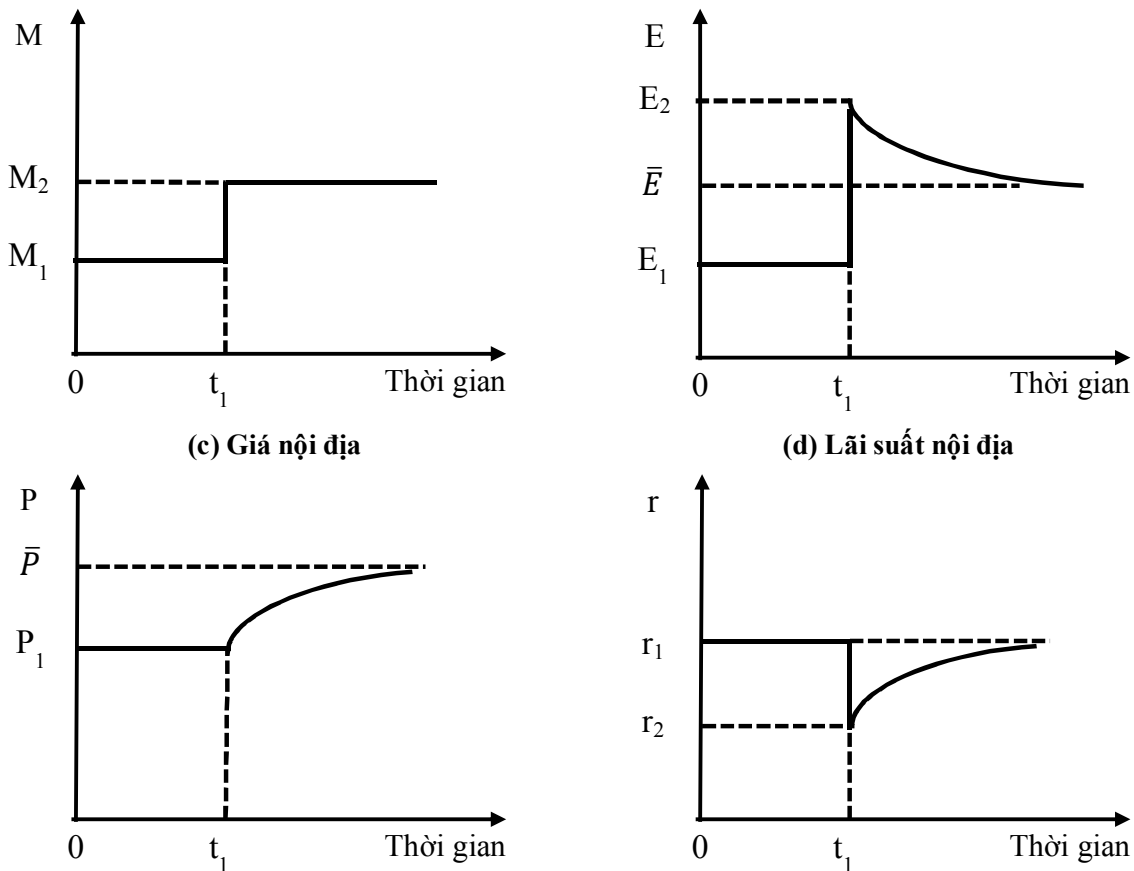 M
E
E₂
M₂
Ē
M₁
E₁
0
t₁
Thời gian
0
t₁
Thời gian
(c) Giá nội địa
(d) Lãi suất nội địa
P
r
P̄
P₁
r₁
r₂
0
t₁
Thời gian
0
t₁
Thời gian